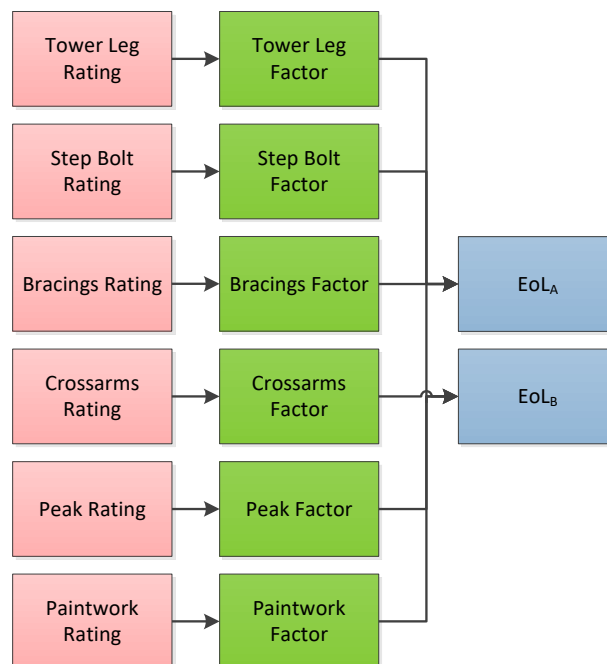 Tower Leg
Rating
Tower Leg
Factor
Step Bolt
Rating
Step Bolt
Factor
Bracings Rating
Bracings Factor
EoLA
Crossarms
Rating
Crossarms
Factor
EoLB
Peak Rating
Peak Factor
Paintwork
Rating
Paintwork
Factor